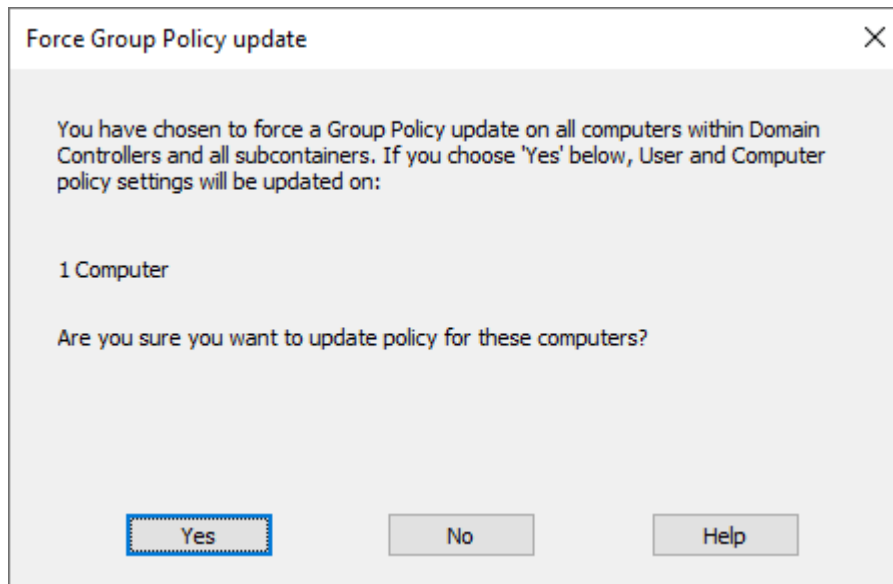 Force Group Policy update
You have chosen to force a Group Policy update on all computers within Domain
Controllers and all subcontainers. If you choose 'Yes' below, User and Computer
policy settings will be updated on:
1 Computer
Are you sure you want to update policy for these computers?
Yes
No
Help